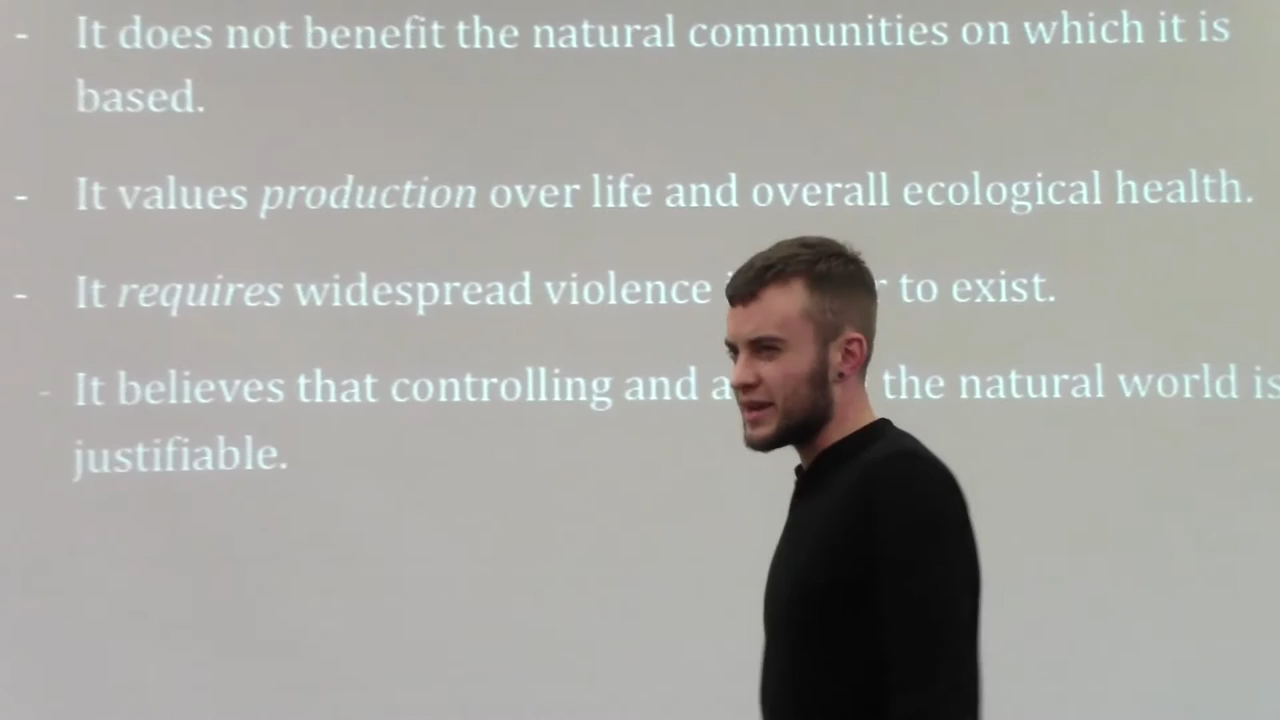 - It does not benefit the natural communities on which it is
based.
- It values production over life and overall ecological health.
- It requires widespread violence to exist.
- It believes that controlling and the natural world is
justifiable.